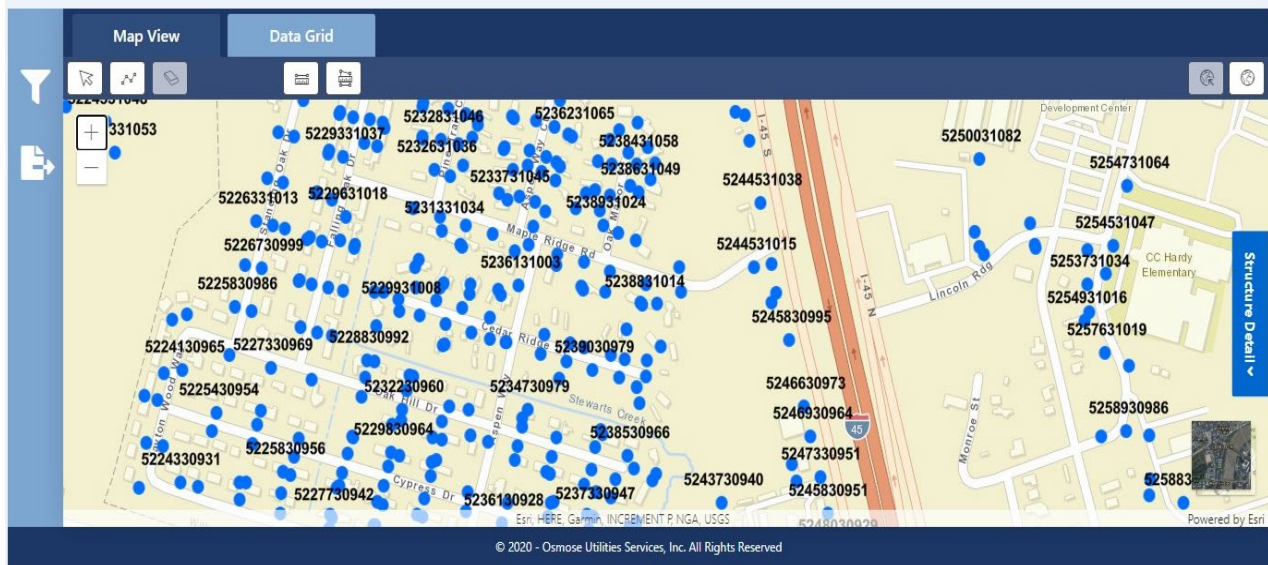 Map View
Data Grid
331053
5232831046
5236231065
Development Center
5229331037
5232631036
5238431058
5250031082
5254731064
5233731045
5238631049
5244531038
5226331013
5229631018
5231331034
5238931024
5254531047
Maple Ridge Rd
I-45 S
5226730999
5236131003
5244531015
5253731034
CC Hardy
Elementary
5225830986
5229931008
5238831014
I-45 N
Lincoln Rdg
5254931016
Structure Detail
5245830995
5257631019
5224130965
5227330969
5228830992
Cedar Ridge
5239030979
5225430954
5232230960
5234730979
5246630973
Oak Hill Dr
Stewarts Creek
5246930964
45
Monroe St
5258930986
5229830964
Aspen Way
5238530966
5224330931
5225830956
5247330951
Cypress Dr
5243730940
5245830951
525883
5227730942
5236130928
5237330947
5248030929
Esri, HERE, Garmin, INCREMENT P, NGA, USGS
Powered by Esri
© 2020 - Osmose Utilities Services, Inc. All Rights Reserved